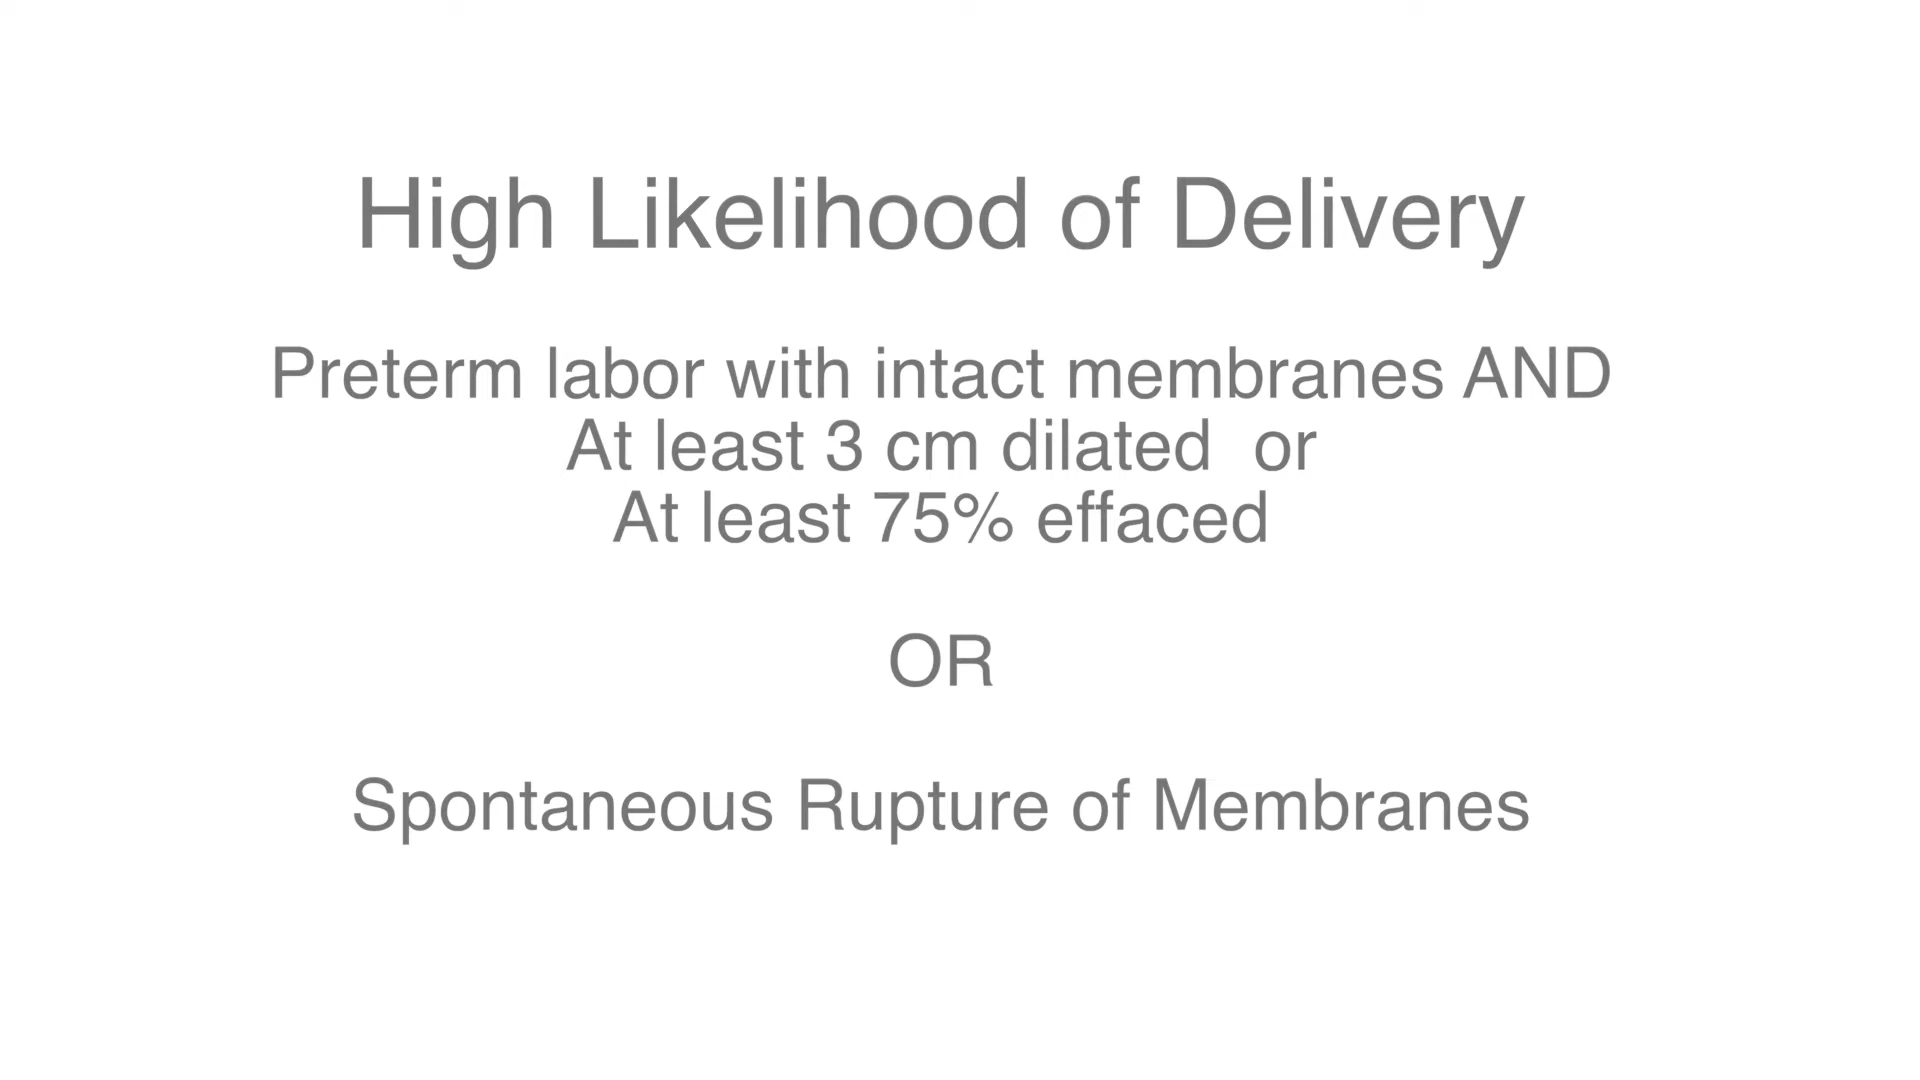 High Likelihood of Delivery
Preterm labor with intact membranes AND
At least 3 cm dilated  or
At least 75% effaced
OR
Spontaneous Rupture of Membranes